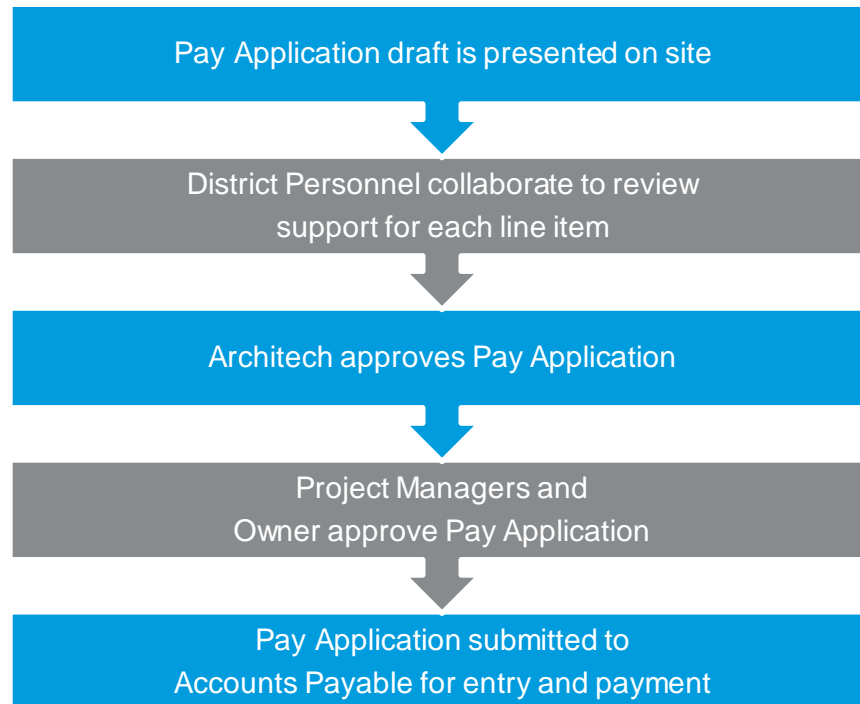 Pay Application draft is presented on site
District Personnel collaborate to review
support for each line item
Architech approves Pay Application
Project Managers and
Owner approve Pay Application
Pay Application submitted to
Accounts Payable for entry and payment